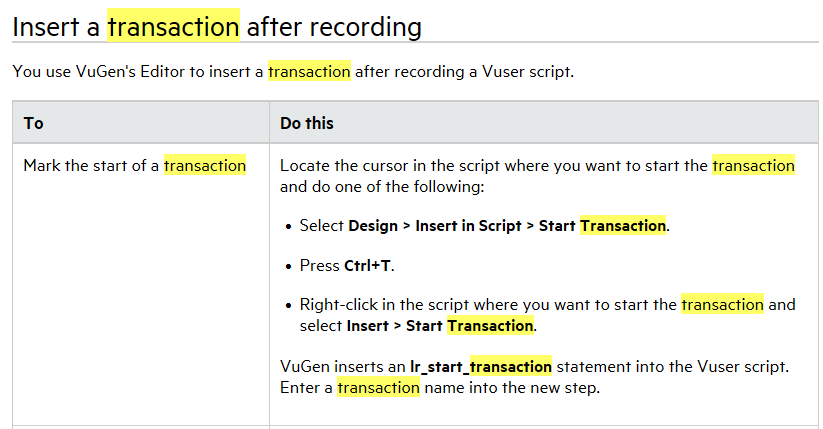 Insert a transaction after recording
You use VuGen's Editor to insert a transaction after recording a Vuser script.
To
Do this
Mark the start of a transaction
Locate the cursor in the script where you want to start the transaction
and do one of the following:
• Select Design > Insert in Script > Start Transaction.
• Press Ctrl+T.
• Right-click in the script where you want to start the transaction and
select Insert > Start Transaction.
VuGen inserts an lr_start_transaction statement into the Vuser script.
Enter a transaction name into the new step.